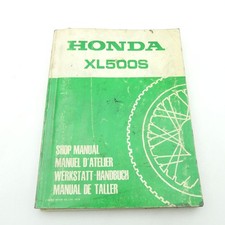 HONDA
XL500S
SHOP MANUAL
MANUEL D'ATELIER
WERKSTATT-HANDBUCH
MANUAL DE TALLER